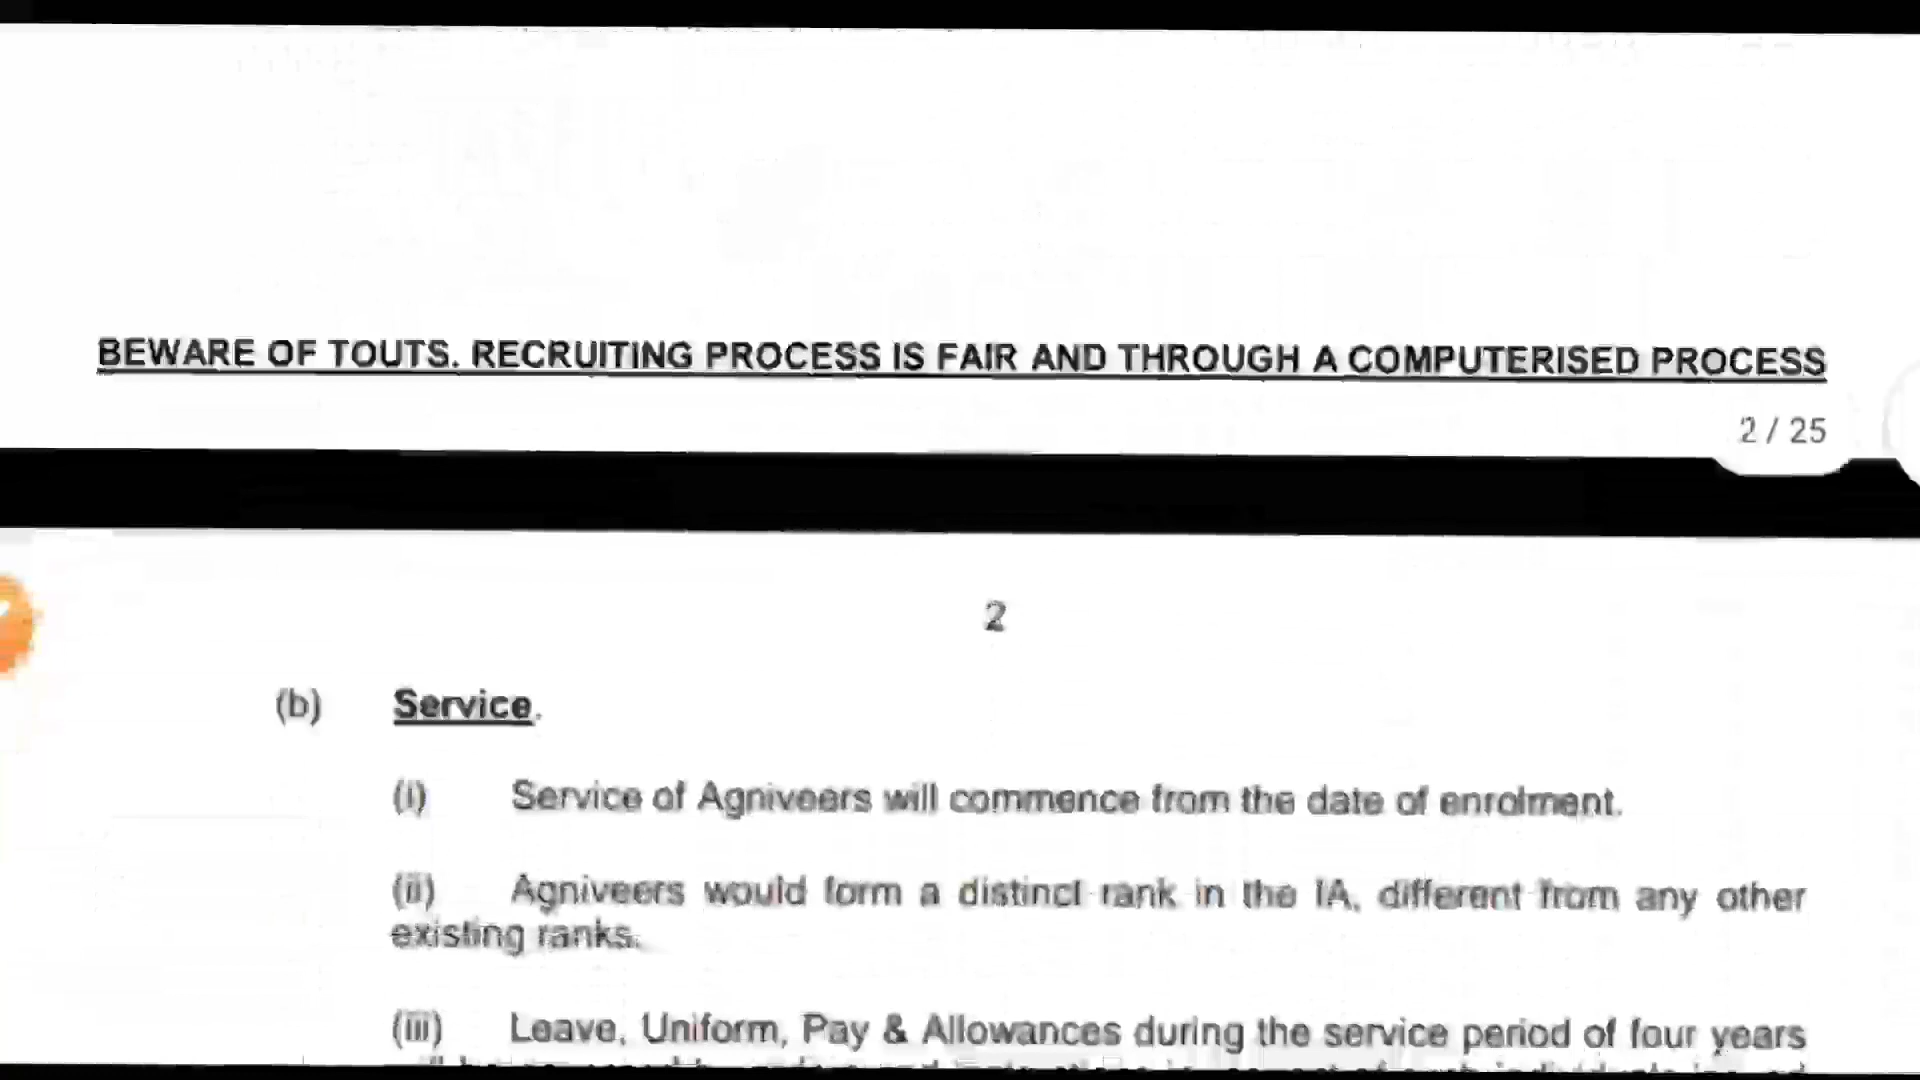 BEWARE OF TOUTS. RECRUITING PROCESS IS FAIR AND THROUGH A COMPUTERISED PROCESS
2 / 25
2
(b) Service.
(i) Service of Agniveers will commence from the date of enrolment.
(ii) Agniveers would form a distinct rank in the IA, different from any other
existing ranks.
(iii) Leave, Uniform, Pay & Allowances during the service period of four years